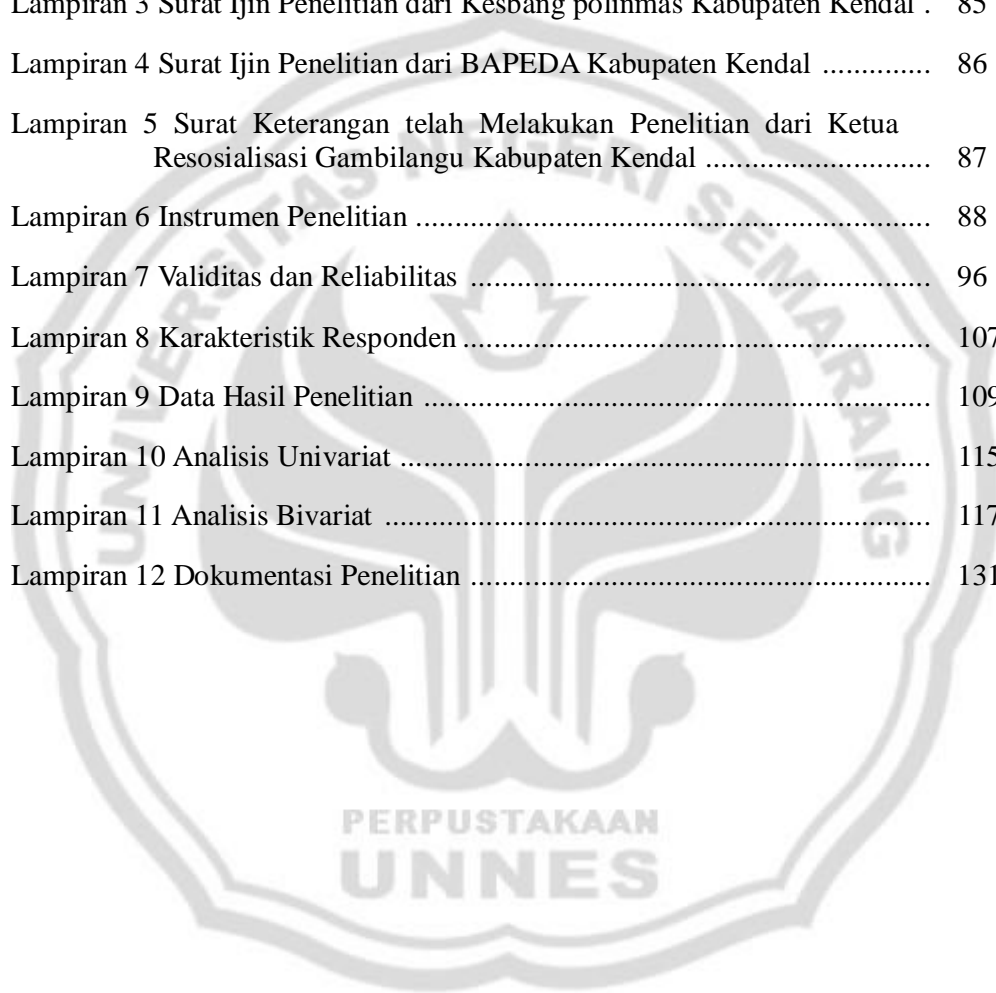 Lampiran 3 Surat Ijin Penelitian dari Kesbang polinmas Kabupaten Kendal . 85
Lampiran 4 Surat Ijin Penelitian dari BAPEDA Kabupaten Kendal .............. 86
Lampiran 5 Surat Keterangan telah Melakukan Penelitian dari Ketua
Resosialisasi Gambilangu Kabupaten Kendal ............................. 87
Lampiran 6 Instrumen Penelitian .................................................................. 88
Lampiran 7 Validitas dan Reliabilitas ........................................................... 96
Lampiran 8 Karakteristik Responden ............................................................ 107
Lampiran 9 Data Hasil Penelitian ................................................................. 109
Lampiran 10 Analisis Univariat .................................................................... 115
Lampiran 11 Analisis Bivariat ...................................................................... 117
Lampiran 12 Dokumentasi Penelitian ........................................................... 131
UNIVERSITAS NEGERI SEMARANG
PERPUSTAKAAN
UNNES